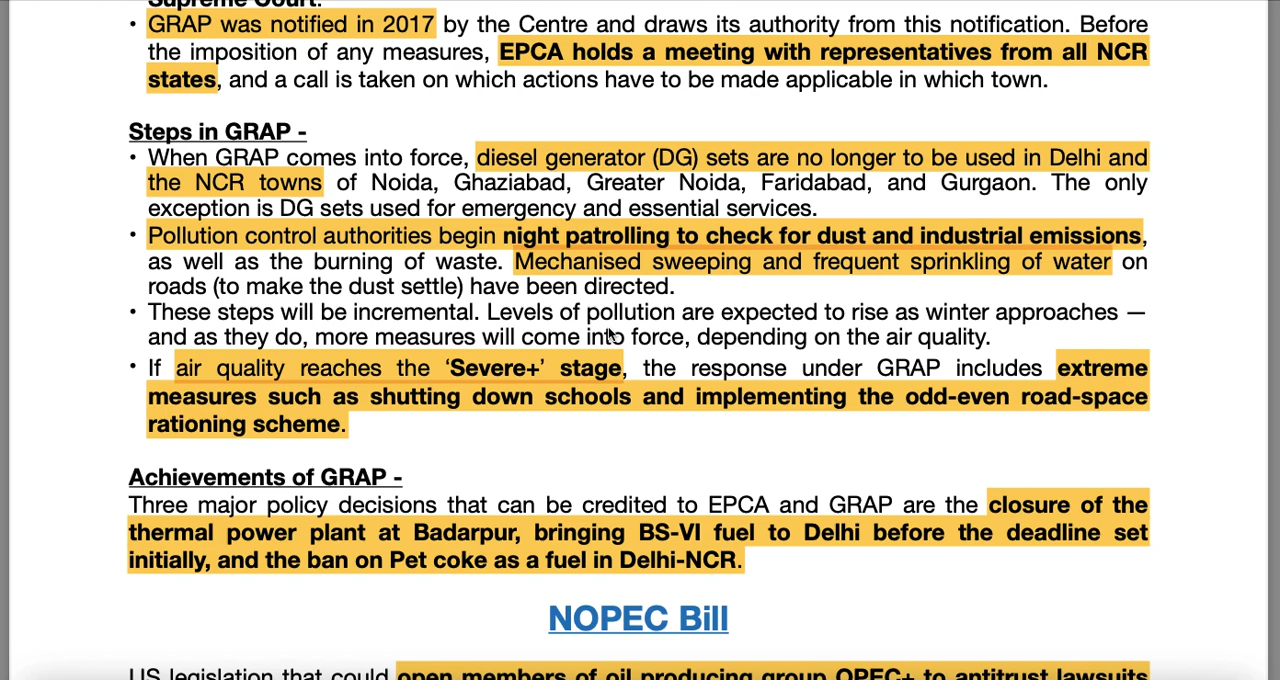 Supreme Court.
• GRAP was notified in 2017 by the Centre and draws its authority from this notification. Before
the imposition of any measures, EPCA holds a meeting with representatives from all NCR
states, and a call is taken on which actions have to be made applicable in which town.
Steps in GRAP -
• When GRAP comes into force, diesel generator (DG) sets are no longer to be used in Delhi and
the NCR towns of Noida, Ghaziabad, Greater Noida, Faridabad, and Gurgaon. The only
exception is DG sets used for emergency and essential services.
• Pollution control authorities begin night patrolling to check for dust and industrial emissions,
as well as the burning of waste. Mechanised sweeping and frequent sprinkling of water on
roads (to make the dust settle) have been directed.
• These steps will be incremental. Levels of pollution are expected to rise as winter approaches —
and as they do, more measures will come into force, depending on the air quality.
• If air quality reaches the ‘Severe+’ stage, the response under GRAP includes extreme
measures such as shutting down schools and implementing the odd-even road-space
rationing scheme.
Achievements of GRAP -
Three major policy decisions that can be credited to EPCA and GRAP are the closure of the
thermal power plant at Badarpur, bringing BS-VI fuel to Delhi before the deadline set
initially, and the ban on Pet coke as a fuel in Delhi-NCR.
NOPEC Bill
US legislation that could open members of oil producing group OPEC+ to antitrust lawsuits